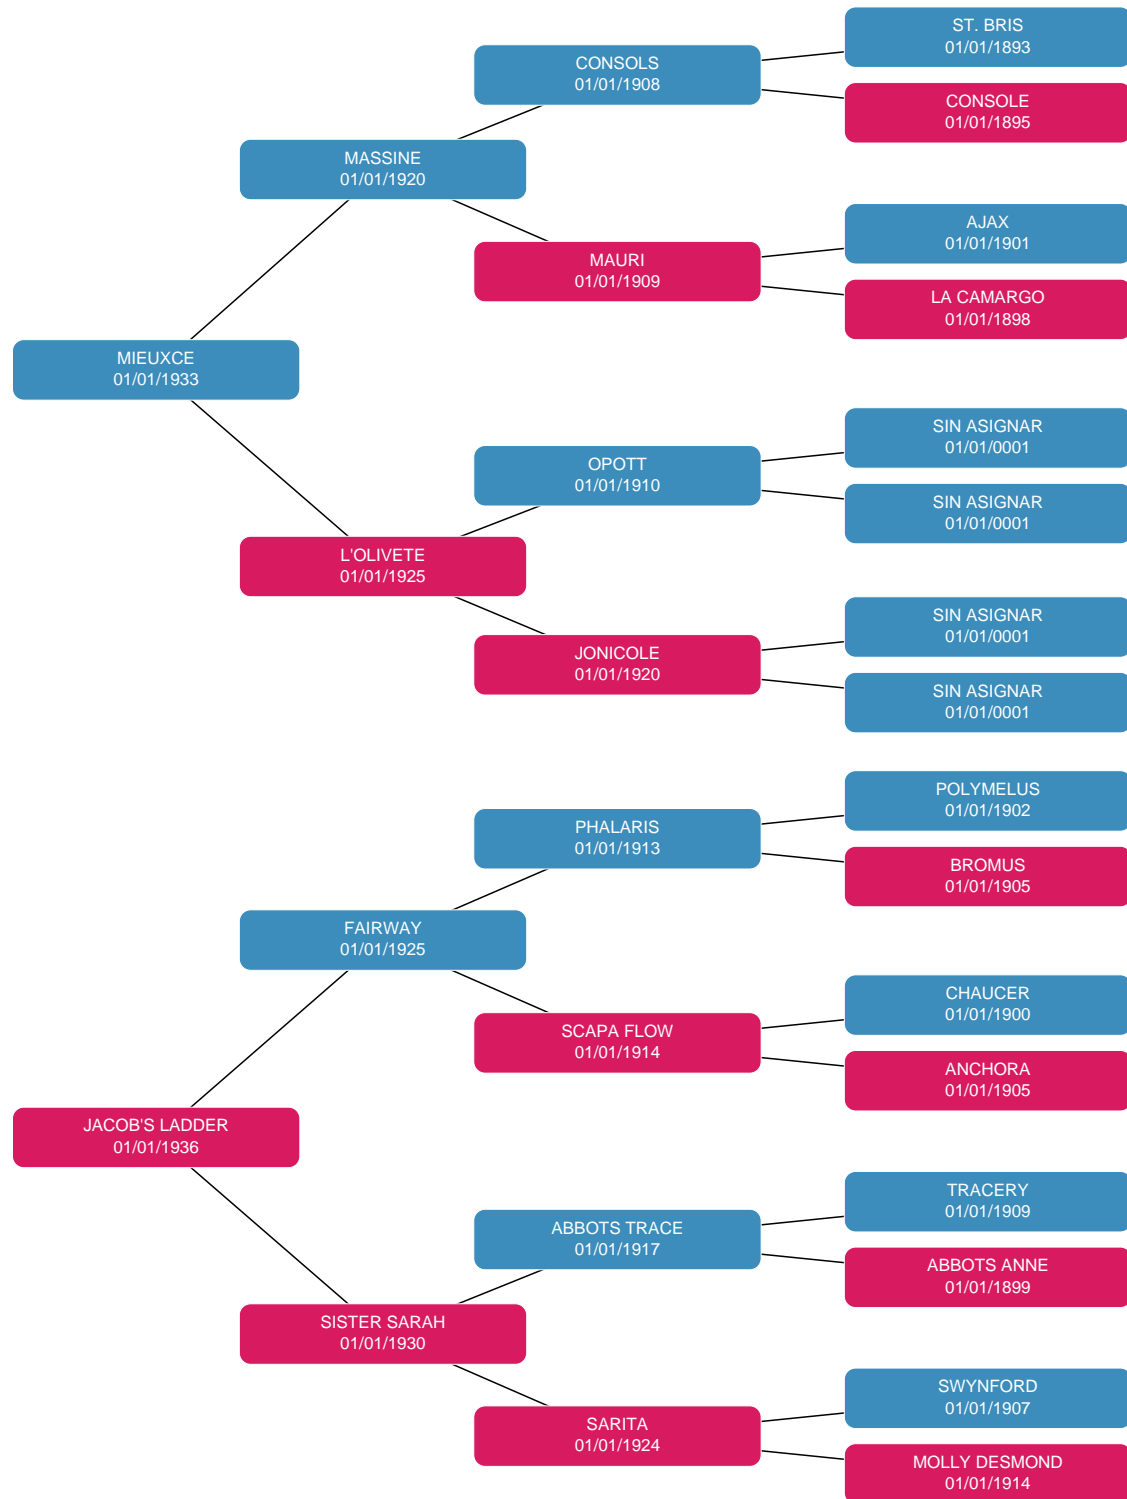 ST. BRIS
01/01/1893
CONSOLS
01/01/1908
CONSOLE
01/01/1895
MASSINE
01/01/1920
AJAX
01/01/1901
MAURI
01/01/1909
LA CAMARGO
01/01/1898
MIEUXCE
01/01/1933
SIN ASIGNAR
01/01/0001
OPOTT
01/01/1910
SIN ASIGNAR
01/01/0001
L'OLIVETE
01/01/1925
SIN ASIGNAR
01/01/0001
JONICOLE
01/01/1920
SIN ASIGNAR
01/01/0001
POLYMELUS
01/01/1902
PHALARIS
01/01/1913
BROMUS
01/01/1905
FAIRWAY
01/01/1925
CHAUCER
01/01/1900
SCAPA FLOW
01/01/1914
ANCHORA
01/01/1905
JACOB'S LADDER
01/01/1936
TRACERY
01/01/1909
ABBOTS TRACE
01/01/1917
ABBOTS ANNE
01/01/1899
SISTER SARAH
01/01/1930
SWYNFORD
01/01/1907
SARITA
01/01/1924
MOLLY DESMOND
01/01/1914